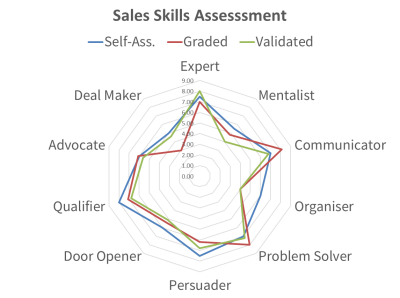 Sales Skills Assesssment
Self-Ass. Graded Validated
Expert
Deal Maker Mentalist
9.00
8.00
7.00
6.00
5.00
4.00
3.00
2.00
1.00
0.00
Advocate Communicator
Qualifier Organiser
Door Opener Problem Solver
Persuader